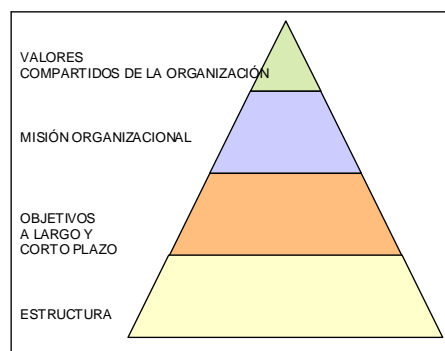 VALORES
COMPARTIDOS DE LA ORGANIZACIÓN
MISIÓN ORGANIZACIONAL
OBJETIVOS
A LARGO Y
CORTO PLAZO
ESTRUCTURA